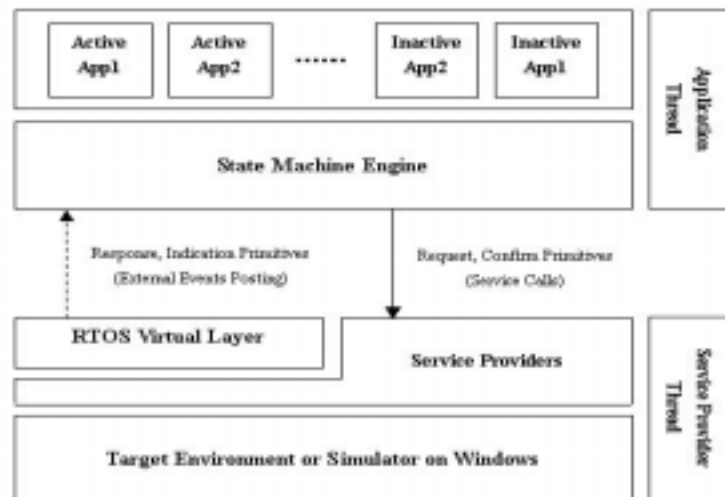 Active
App1
Active
App2
......
Inactive
App2
Inactive
App1
Application
Thread
State Machine Engine
Response, Indication Primitives
(External Events Posting)
Request, Confirm Primitives
(Service Calls)
RTOS Virtual Layer
Service Providers
Service Provider
Thread
Target Environment or Simulator on Windows